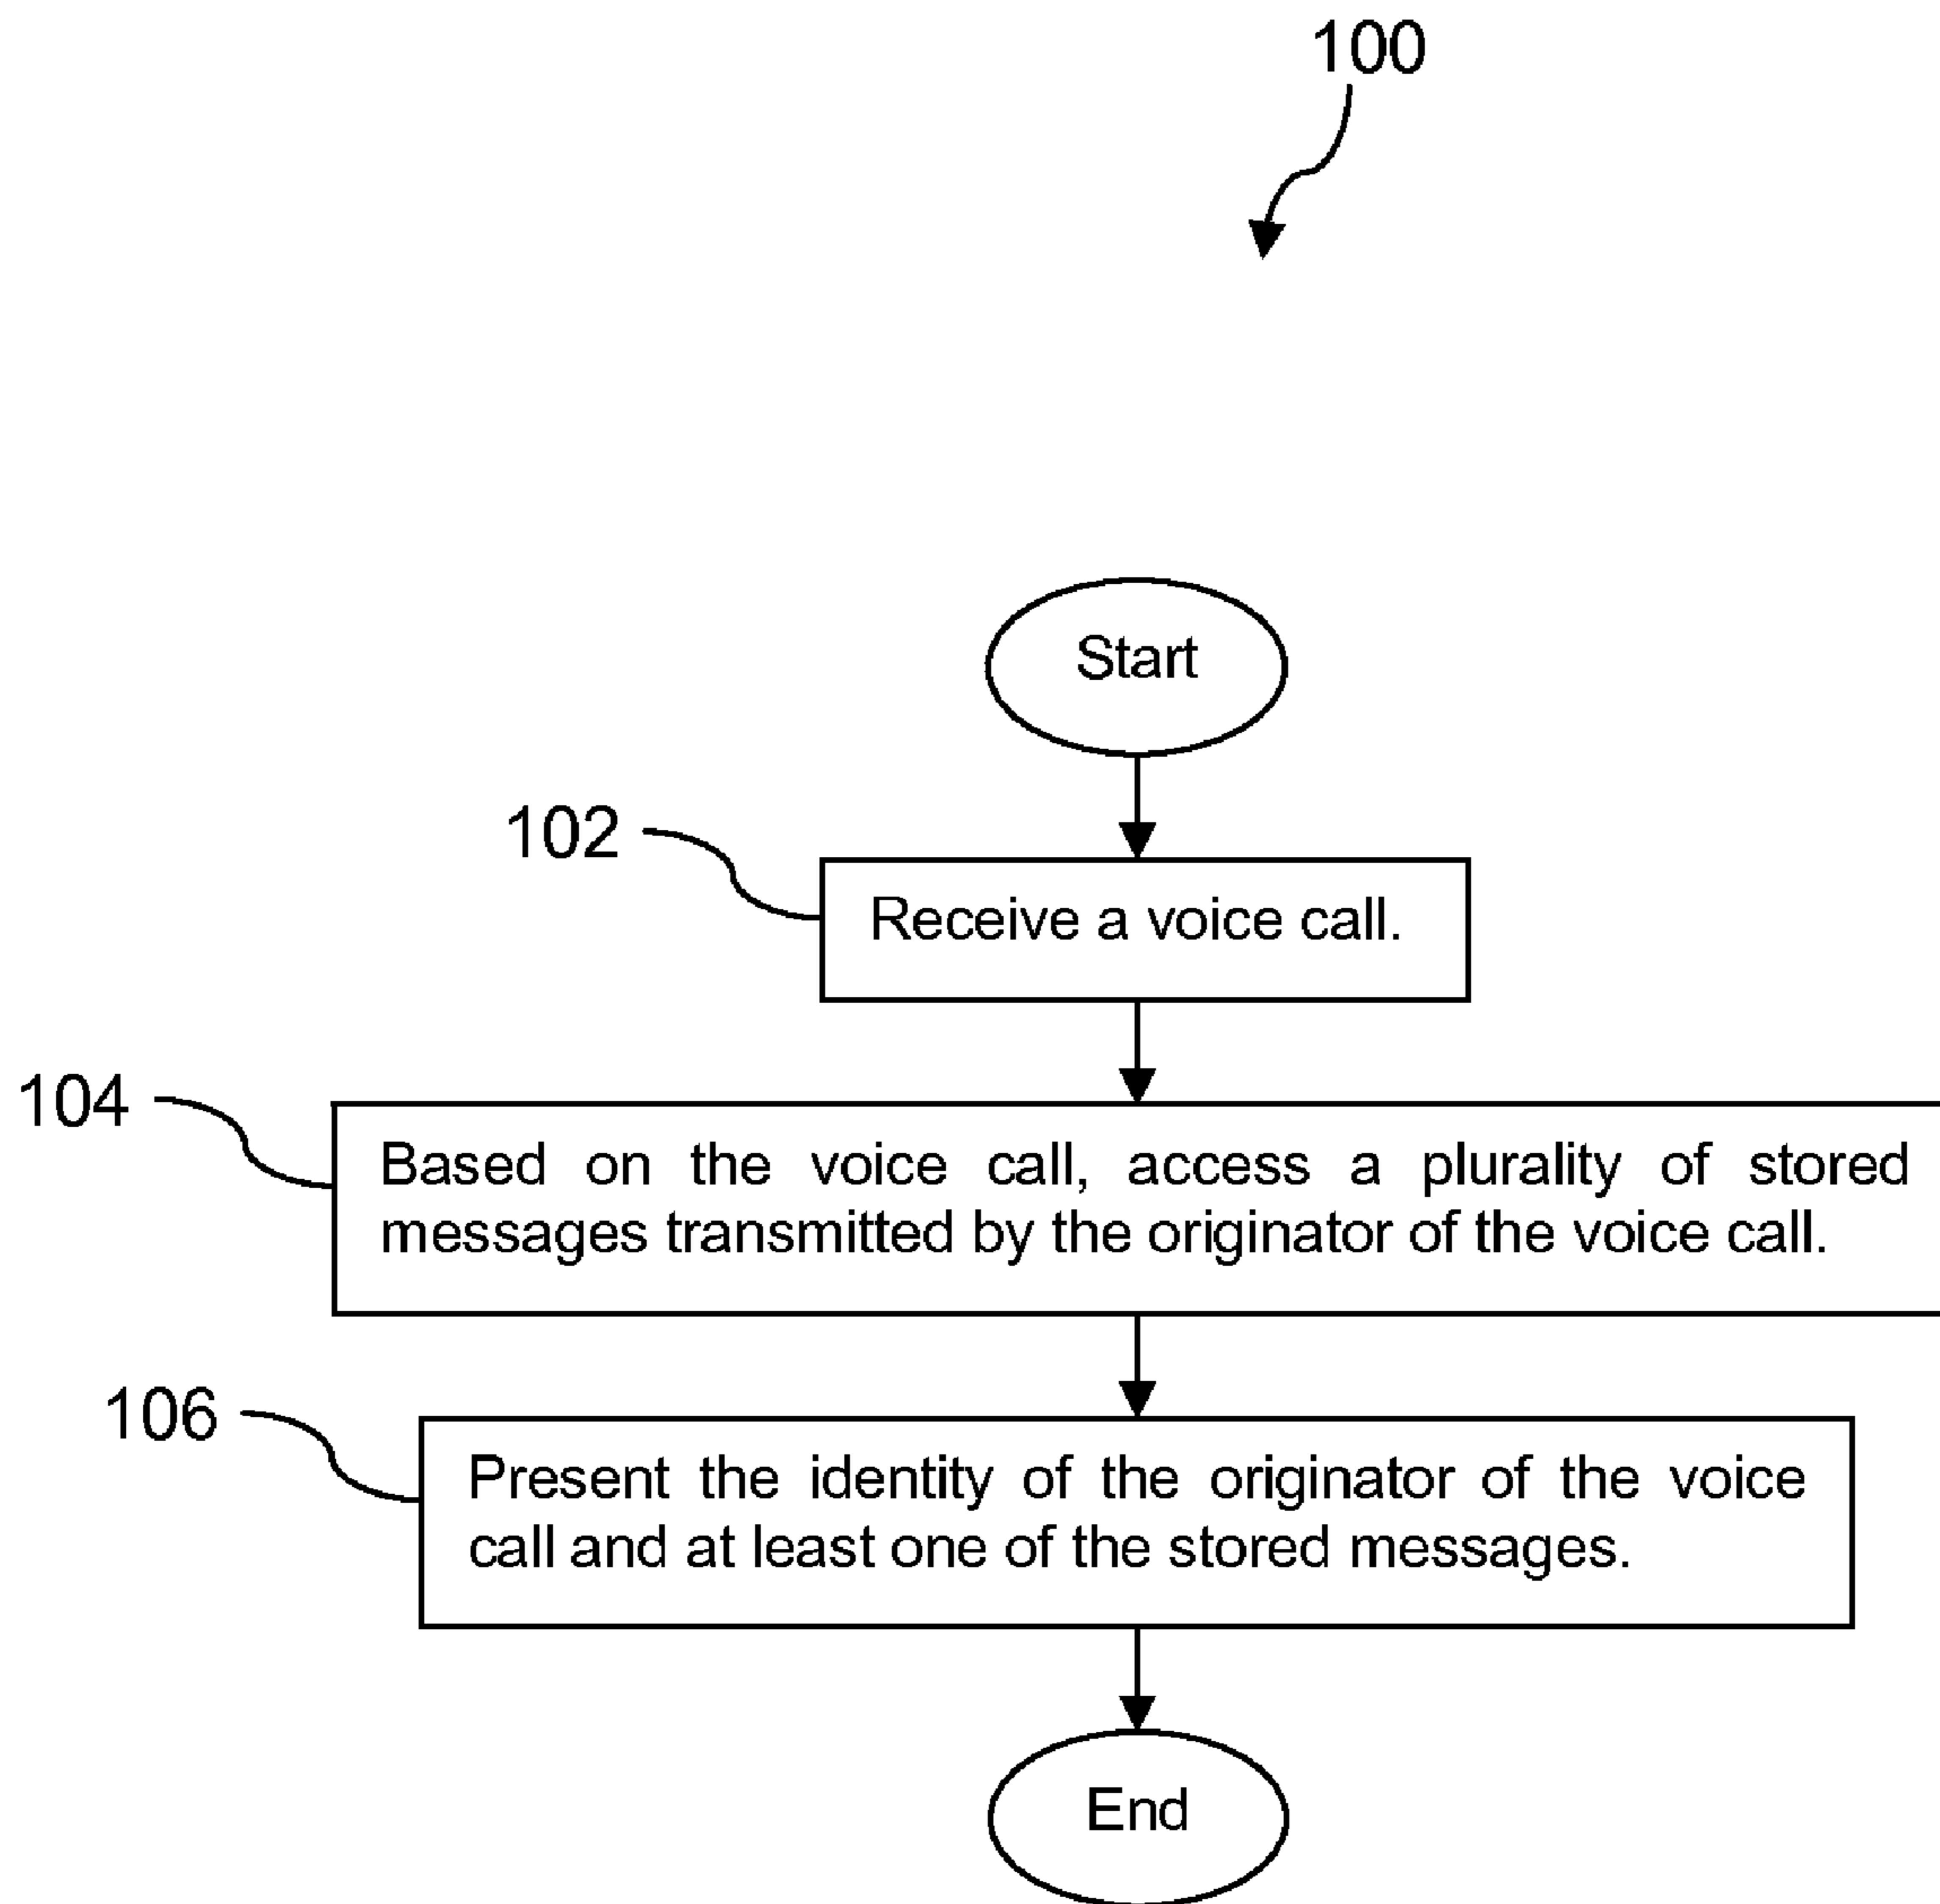 100
Start
102
Receive a voice call.
104
Based on the voice call, access a plurality of stored
messages transmitted by the originator of the voice call.
106
Present the identity of the originator of the voice
call and at least one of the stored messages.
End